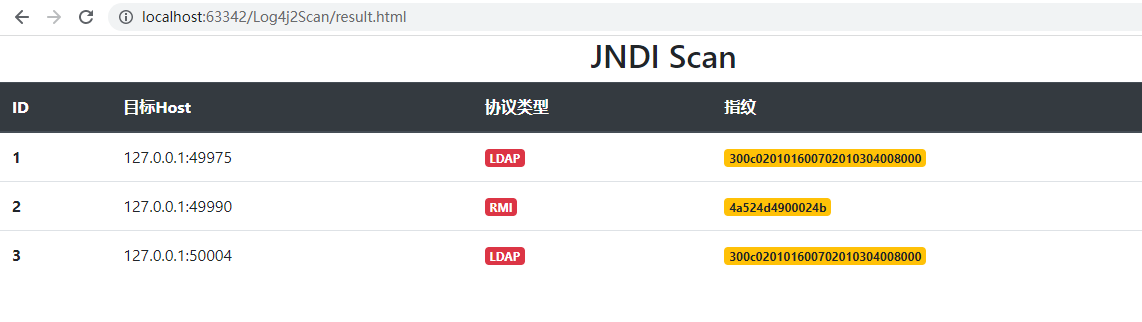 localhost:63342/Log4j2Scan/result.html
JNDI Scan
ID 目标Host 协议类型 指纹
1 127.0.0.1:49975 LDAP 300c020101600702010304008000
2 127.0.0.1:49990 RMI 4a524d4900024b
3 127.0.0.1:50004 LDAP 300c020101600702010304008000